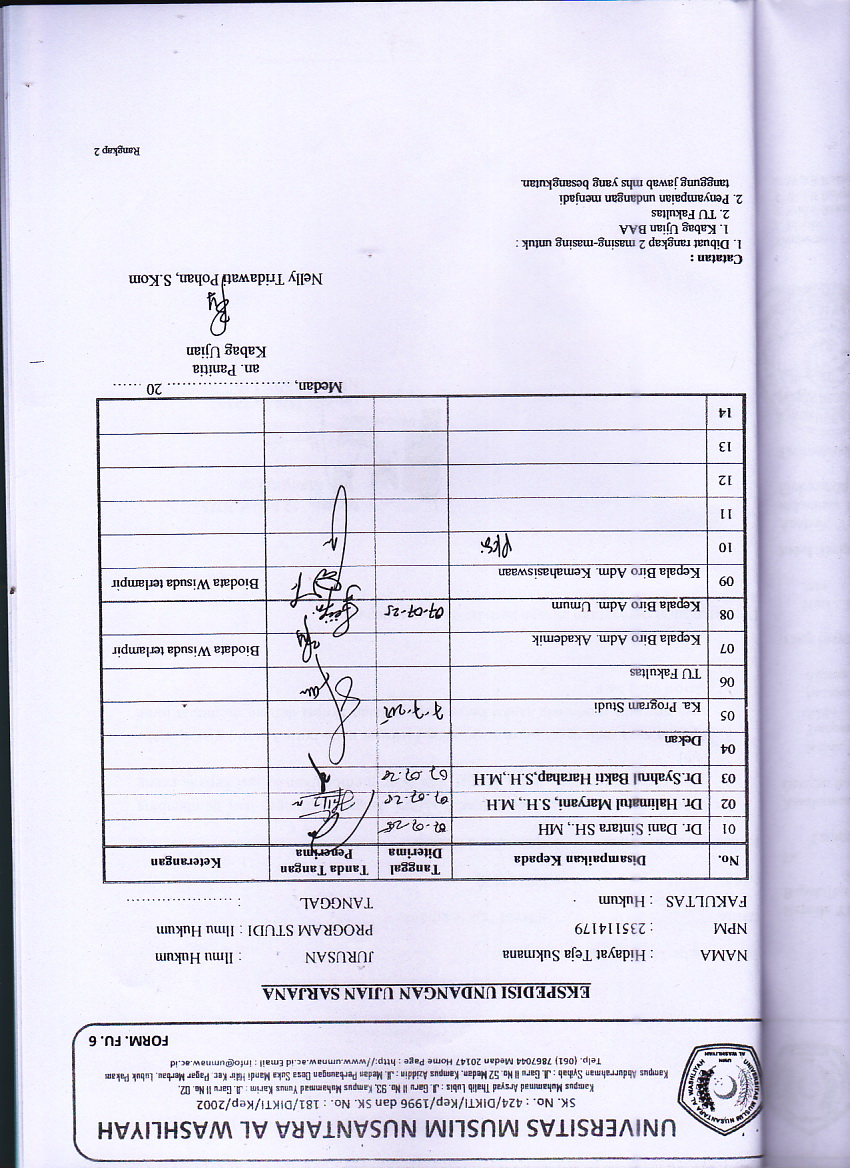 UNIVERSITAS MUSLIM NUSANTARA AL WASHLIYAH
SK. No. : 424/DIKTI/Kep/1996 dan SK. No. : 181/DIKTI/Kep/2002
Kampus Muhammad Arsyad Thalib Lubis : Jl. Garu II No. 93, Kampus Muhammad Yunus Karim : Jl. Garu II No. 02,
Kampus Abdurrahman Syihab : Jl. Garu II No. 52 Medan, Kampus Aziddin : Jl. Medan Perbaungan Desa Suka Mandi Hilir Kec. Pagar Merbau, Lubuk Pakam
Telp. (061) 7867044 Medan 20147 Home Page : http://www.umnaw.ac.id Email : info@umnaw.ac.id
UNIVERSITAS MUSLIM NUSANTARA
UMN
AL WASHLIYAH
FORM. FU. 6
EKSPEDISI UNDANGAN UJIAN SARJANA
NAMA : Hidayat Teja Sukmana JURUSAN : Ilmu Hukum
NPM : 235114179 PROGRAM STUDI : Ilmu Hukum
FAKULTAS : Hukum TANGGAL : ....................
No. Disampaikan Kepada Tanggal Diterima Tanda Tangan Penerima Keterangan
01 Dr. Dani Sintara SH., MH
02 Dr. Halimatul Maryani, S.H., M.H 07-07-25
03 Dr.Syahrul Bakti Harahap,S.H.,M.H
04 Dekan
05 Ka. Program Studi
06 TU Fakultas
07 Kepala Biro Adm. Akademik Biodata Wisuda terlampir
08 Kepala Biro Adm. Umum 07-07-25
09 Kepala Biro Adm. Kemahasiswaan Biodata Wisuda terlampir
10
11
12
13
14
Medan, ........................ 20 ......
an. Panitia
Kabag Ujian
Nelly Tridawati Pohan, S.Kom
Catatan :
1. Dibuat rangkap 2 masing-masing untuk :
1. Kabag Ujian BAA
2. TU Fakultas
2. Penyampaian undangan menjadi
tanggung jawab mhs yang besangkutan.
Rangkap 2